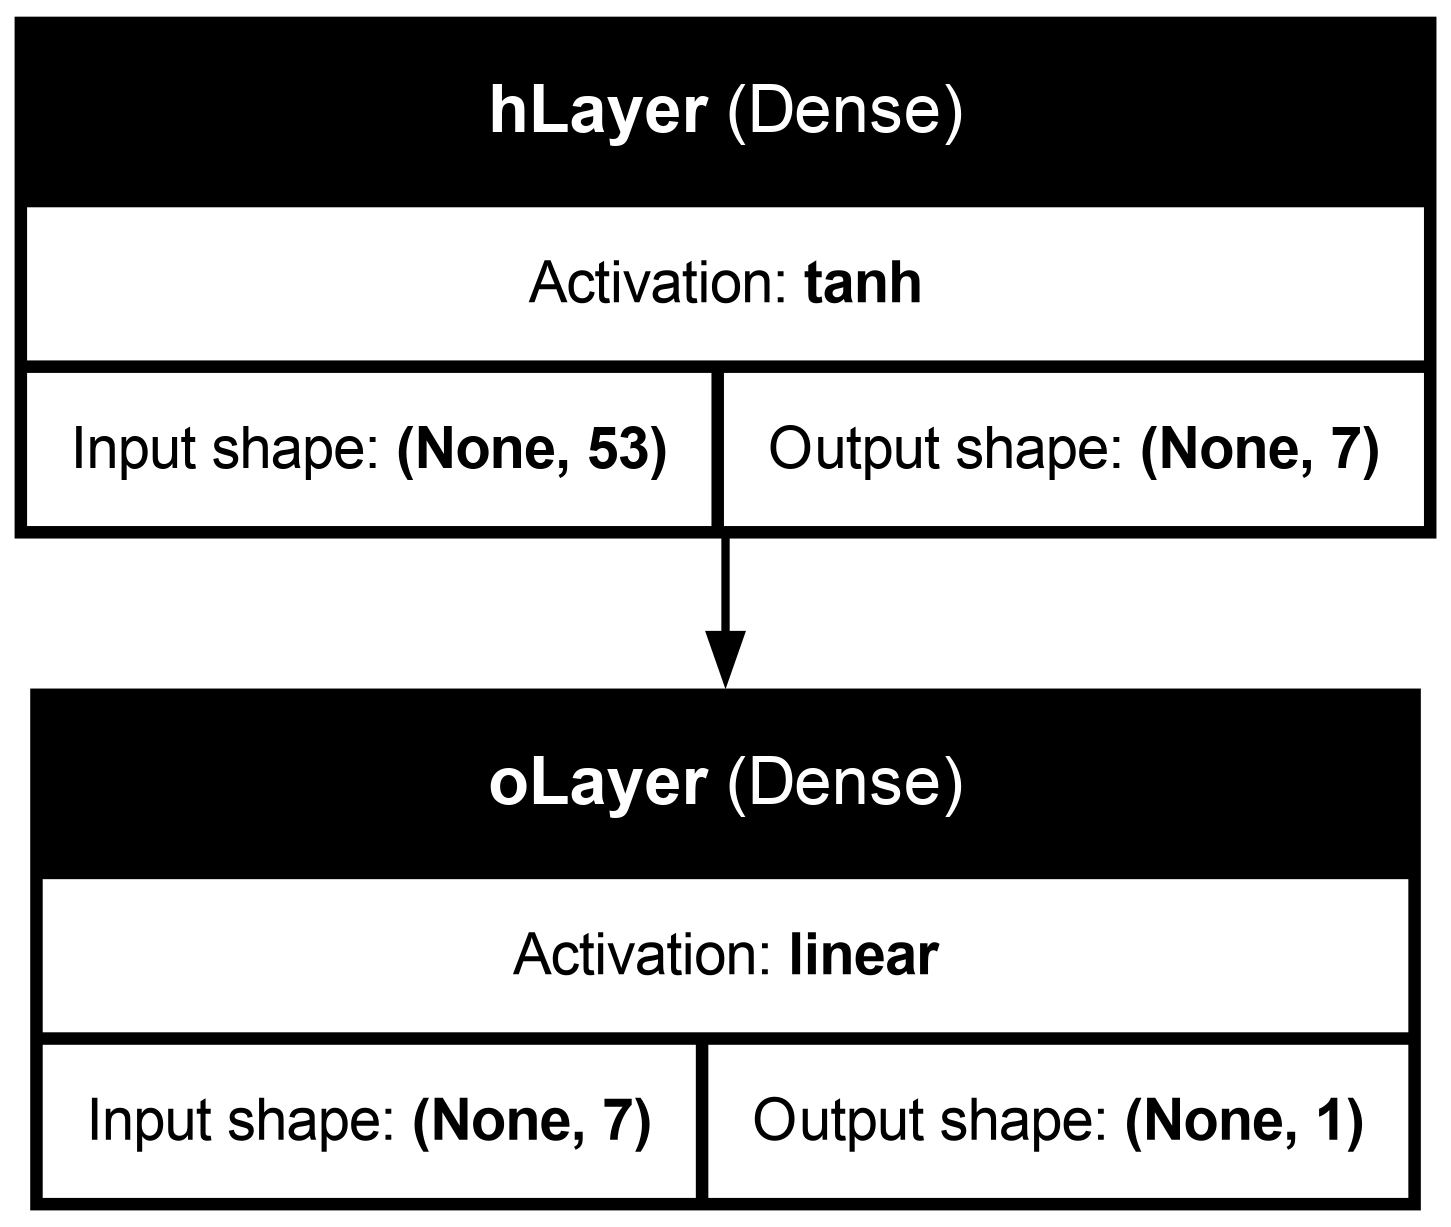 hLayer (Dense)
Activation: tanh
Input shape: (None, 53)
Output shape: (None, 7)
oLayer (Dense)
Activation: linear
Input shape: (None, 7)
Output shape: (None, 1)